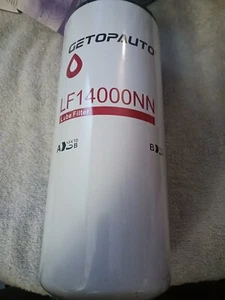 GETOPAUTO
LF14000NN
Lube Filter
A B B